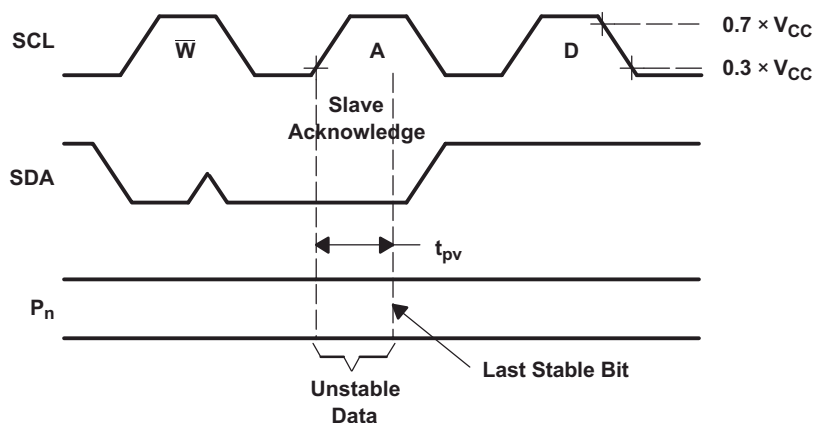 SCL
W̅
A
D
0.7 × VCC
0.3 × VCC
Slave
Acknowledge
SDA
tpv
Pn
Last Stable Bit
Unstable
Data